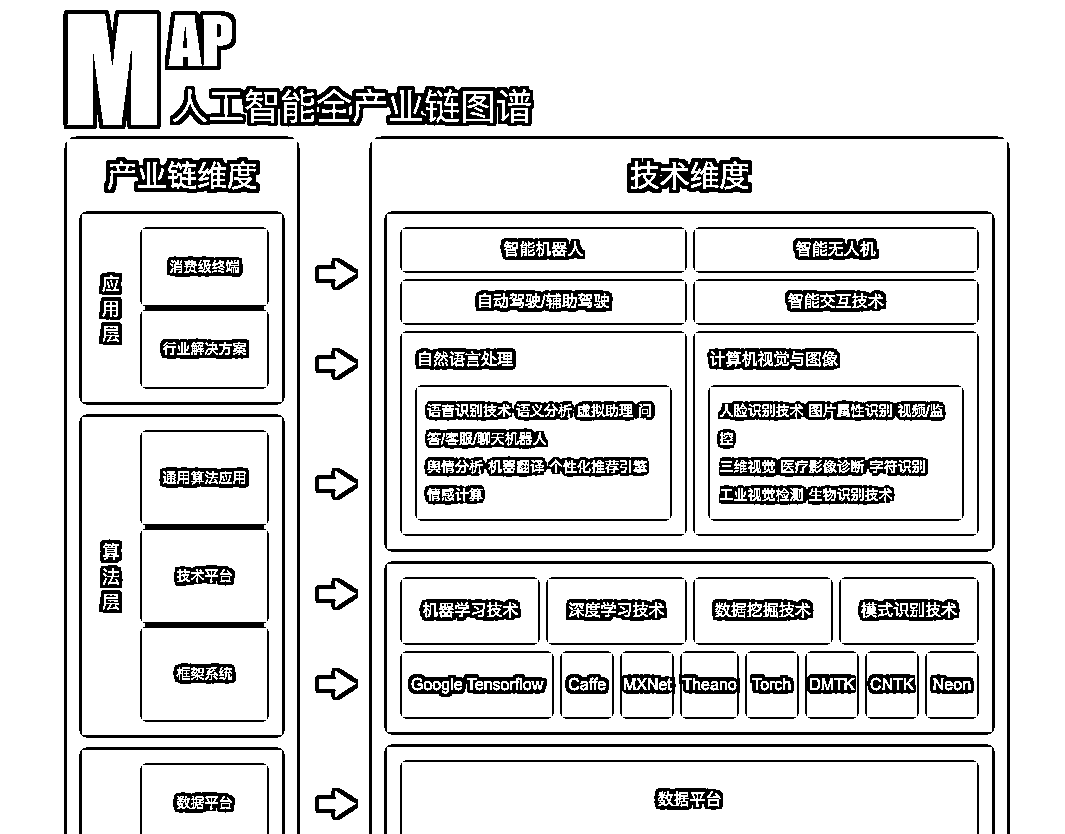 MAP
人工智能全产业链图谱
产业链维度
技术维度
应用层
消费级终端
行业解决方案
智能机器人
智能无人机
自动驾驶/辅助驾驶
智能交互技术
自然语言处理
语音识别技术 语义分析 虚拟助理 问
答/客服/聊天机器人
舆情分析 机器翻译 个性化推荐引擎
情感计算
计算机视觉与图像
人脸识别技术 图片属性识别 视频/监
控
三维视觉 医疗影像诊断 字符识别
工业视觉检测 生物识别技术
算法层
通用算法应用
技术平台
框架系统
机器学习技术
深度学习技术
数据挖掘技术
模式识别技术
Google Tensorflow
Caffe
MXNet
Theano
Torch
DMTK
CNTK
Neon
数据平台
数据平台